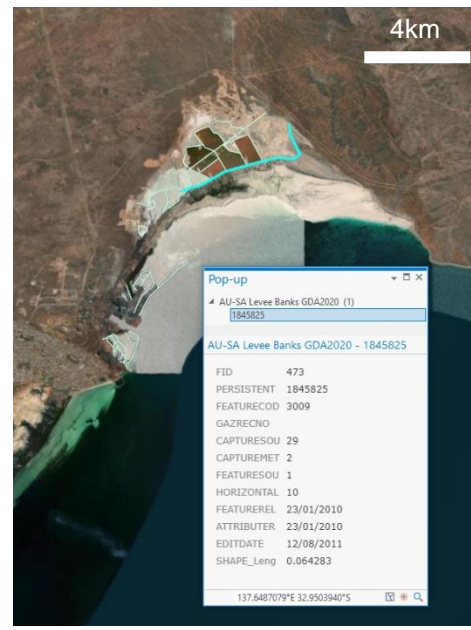 4km
Pop-up
AU-SA Levee Banks GDA2020 (1)
1845825
AU-SA Levee Banks GDA2020 - 1845825
FID 473
PERSISTENT 1845825
FEATURECOD 3009
GAZRECNO
CAPTURESOU 29
CAPTUREMET 2
FEATURESOU 1
HORIZONTAL 10
FEATUREREL 23/01/2010
ATTRIBUTER 23/01/2010
EDITDATE 12/08/2011
SHAPE_Leng 0.064283
137.6487079°E 32.9503940°S